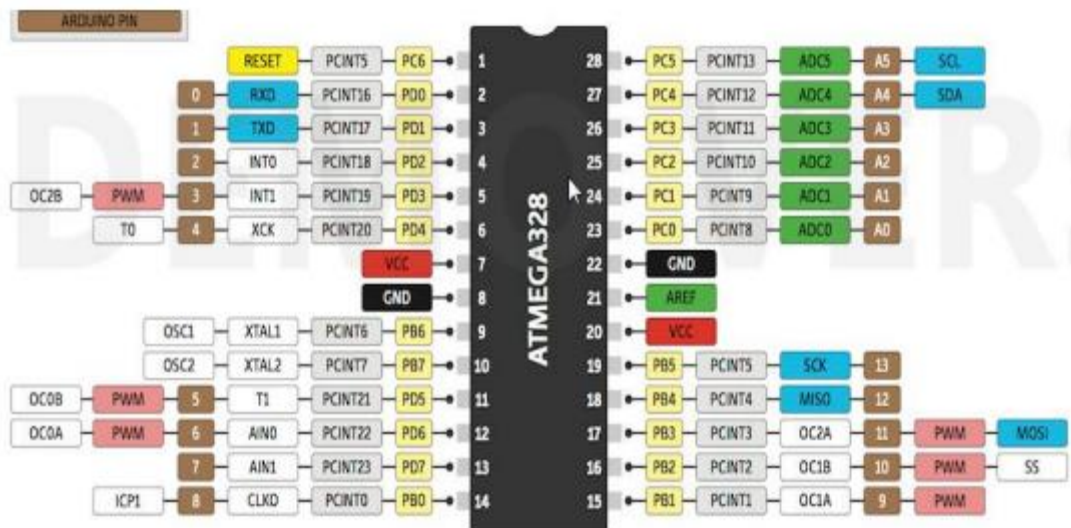 ARDUINO PIN
RESET PCINT5 PC6 1 28 PC5 PCINT13 ADC5 A5 SCL
0 RXD PCINT16 PD0 2 27 PC4 PCINT12 ADC4 A4 SDA
1 TXD PCINT17 PD1 3 26 PC3 PCINT11 ADC3 A3
2 INT0 PCINT18 PD2 4 25 PC2 PCINT10 ADC2 A2
OC2B PWM 3 INT1 PCINT19 PD3 5 24 PC1 PCINT9 ADC1 A1
T0 4 XCK PCINT20 PD4 6 23 PC0 PCINT8 ADC0 A0
VCC 7 22 GND
GND 8 21 AREF
OSC1 XTAL1 PCINT6 PB6 9 20 VCC
OSC2 XTAL2 PCINT7 PB7 10 19 PB5 PCINT5 SCK 13
OC0B PWM 5 T1 PCINT21 PD5 11 18 PB4 PCINT4 MISO 12
OC0A PWM 6 AIN0 PCINT22 PD6 12 17 PB3 PCINT3 OC2A 11 PWM MOSI
7 AIN1 PCINT23 PD7 13 16 PB2 PCINT2 OC1B 10 PWM SS
ICP1 8 CLKO PCINT0 PB0 14 15 PB1 PCINT1 OC1A 9 PWM
ATMEGA328